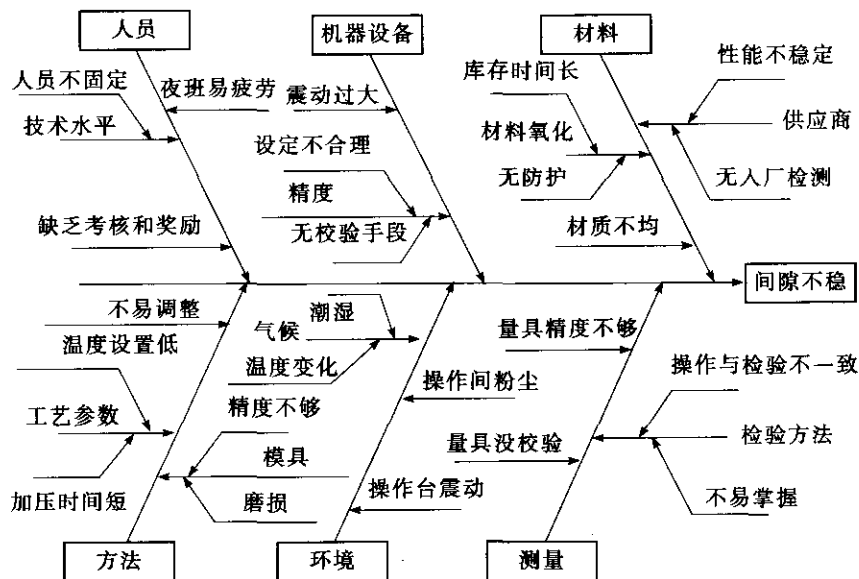 人员
机器设备
材料
人员不固定
夜班易疲劳
震动过大
库存时间长
性能不稳定
技术水平
设定不合理
材料氧化
供应商
精度
无防护
无入厂检测
缺乏考核和奖励
无校验手段
材质不均
间隙不稳
不易调整
潮湿
气候
量具精度不够
温度设置低
温度变化
操作与检验不一致
操作间粉尘
工艺参数
精度不够
检验方法
模具
量具没校验
加压时间短
磨损
操作台震动
不易掌握
方法
环境
测量